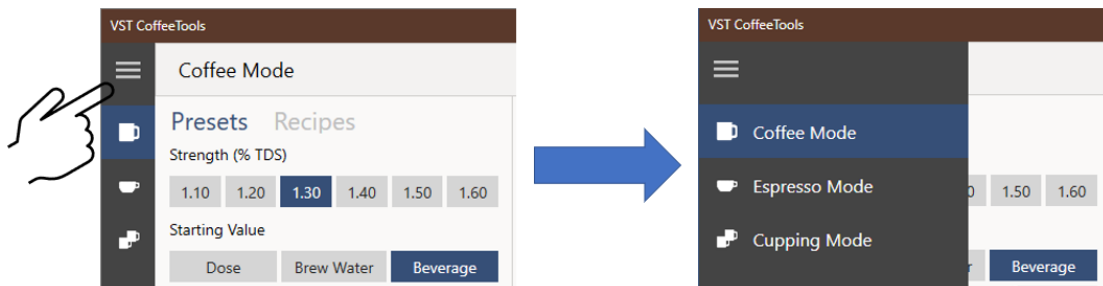 VST CoffeeTools
Coffee Mode
Presets Recipes
Strength (% TDS)
1.10 1.20 1.30 1.40 1.50 1.60
Starting Value
Dose Brew Water Beverage
VST CoffeeTools
Coffee Mode
Espresso Mode
0 1.50 1.60
Cupping Mode
r Beverage